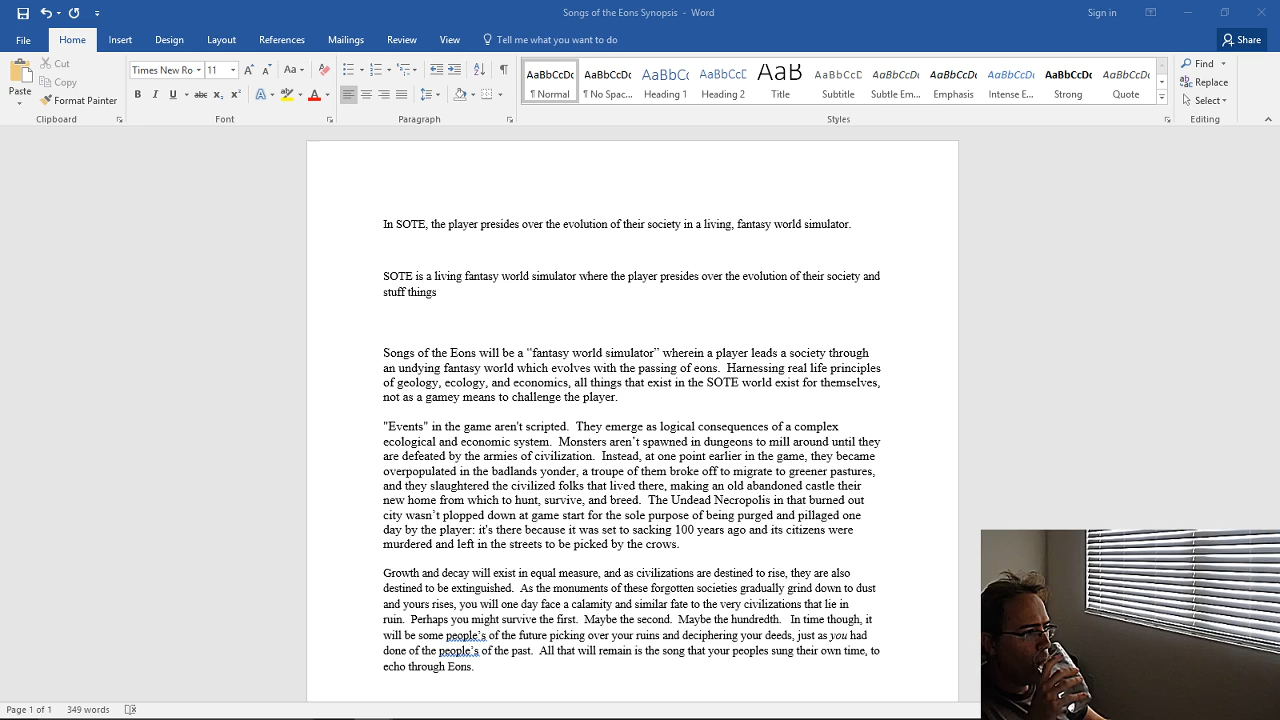 Songs of the Eons Synopsis - Word
Sign in
File Home Insert Design Layout References Mailings Review View Tell me what you want to do Share
Paste
Cut
Copy
Format Painter
Clipboard
Times New Ro 11
Font
Paragraph
AaBbCcDc AaBbCcDc AaBbCc AaBbCcD AaB AaBbCcD AaBbCcDc AaBbCcDc AaBbCcDc AaBbCcDc AaBbCcDc
¶ Normal ¶ No Spac... Heading 1 Heading 2 Title Subtitle Subtle Em... Emphasis Intense E... Strong Quote
Styles
Find
Replace
Select
Editing
In SOTE, the player presides over the evolution of their society in a living, fantasy world simulator.
SOTE is a living fantasy world simulator where the player presides over the evolution of their society and
stuff things
Songs of the Eons will be a “fantasy world simulator” wherein a player leads a society through
an undying fantasy world which evolves with the passing of eons. Harnessing real life principles
of geology, ecology, and economics, all things that exist in the SOTE world exist for themselves,
not as a gamey means to challenge the player.
"Events" in the game aren't scripted. They emerge as logical consequences of a complex
ecological and economic system. Monsters aren’t spawned in dungeons to mill around until they
are defeated by the armies of civilization. Instead, at one point earlier in the game, they became
overpopulated in the badlands yonder, a troupe of them broke off to migrate to greener pastures,
and they slaughtered the civilized folks that lived there, making an old abandoned castle their
new home from which to hunt, survive, and breed. The Undead Necropolis in that burned out
city wasn’t plopped down at game start for the sole purpose of being purged and pillaged one
day by the player: it's there because it was set to sacking 100 years ago and its citizens were
murdered and left in the streets to be picked by the crows.
Growth and decay will exist in equal measure, and as civilizations are destined to rise, they are also
destined to be extinguished. As the monuments of these forgotten societies gradually grind down to dust
and yours rises, you will one day face a calamity and similar fate to the very civilizations that lie in
ruin. Perhaps you might survive the first. Maybe the second. Maybe the hundredth. In time though, it
will be some people’s of the future picking over your ruins and deciphering your deeds, just as you had
done of the people’s of the past. All that will remain is the song that your peoples sung their own time, to
echo through Eons.
Page 1 of 1 349 words